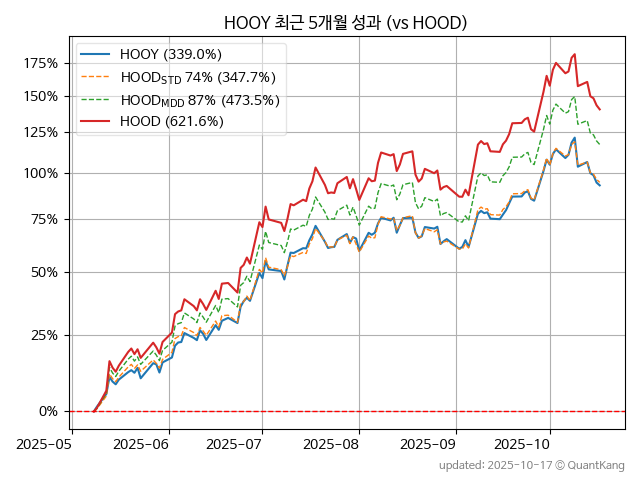 HOOY 최근 5개월 성과 (vs HOOD)
HOOY (339.0%)
HOOD_STD 74% (347.7%)
HOOD_MDD 87% (473.5%)
HOOD (621.6%)
175%
150%
125%
100%
75%
50%
25%
0%
2025-05 2025-06 2025-07 2025-08 2025-09 2025-10
updated: 2025-10-17 © QuantKang